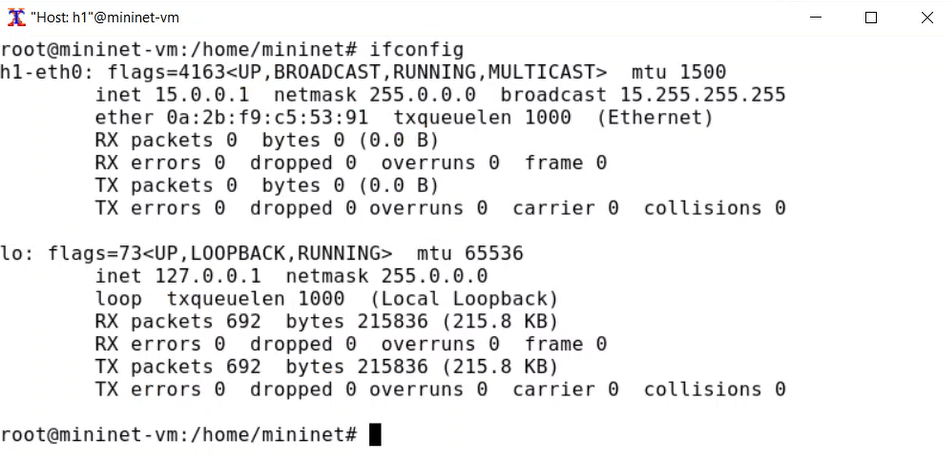 "Host: h1"@mininet-vm
root@mininet-vm:/home/mininet# ifconfig
h1-eth0: flags=4163<UP,BROADCAST,RUNNING,MULTICAST>  mtu 1500
        inet 15.0.0.1  netmask 255.0.0.0  broadcast 15.255.255.255
        ether 0a:2b:f9:c5:53:91  txqueuelen 1000  (Ethernet)
        RX packets 0  bytes 0 (0.0 B)
        RX errors 0  dropped 0  overruns 0  frame 0
        TX packets 0  bytes 0 (0.0 B)
        TX errors 0  dropped 0 overruns 0  carrier 0  collisions 0

lo: flags=73<UP,LOOPBACK,RUNNING>  mtu 65536
        inet 127.0.0.1  netmask 255.0.0.0
        loop  txqueuelen 1000  (Local Loopback)
        RX packets 692  bytes 215836 (215.8 KB)
        RX errors 0  dropped 0  overruns 0  frame 0
        TX packets 692  bytes 215836 (215.8 KB)
        TX errors 0  dropped 0 overruns 0  carrier 0  collisions 0

root@mininet-vm:/home/mininet#